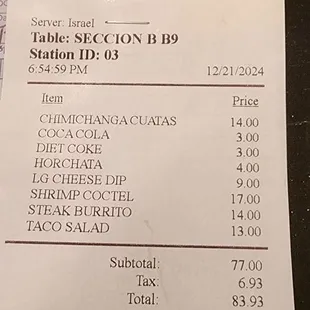 Server: Israel
Table: SECCION B B9
Station ID: 03
6:54:59 PM 12/21/2024
Item Price
CHIMICHANGA CUATAS 14.00
COCA COLA 3.00
DIET COKE 3.00
HORCHATA 4.00
LG CHEESE DIP 9.00
SHRIMP COCTEL 17.00
STEAK BURRITO 14.00
TACO SALAD 13.00
Subtotal: 77.00
Tax: 6.93
Total: 83.93